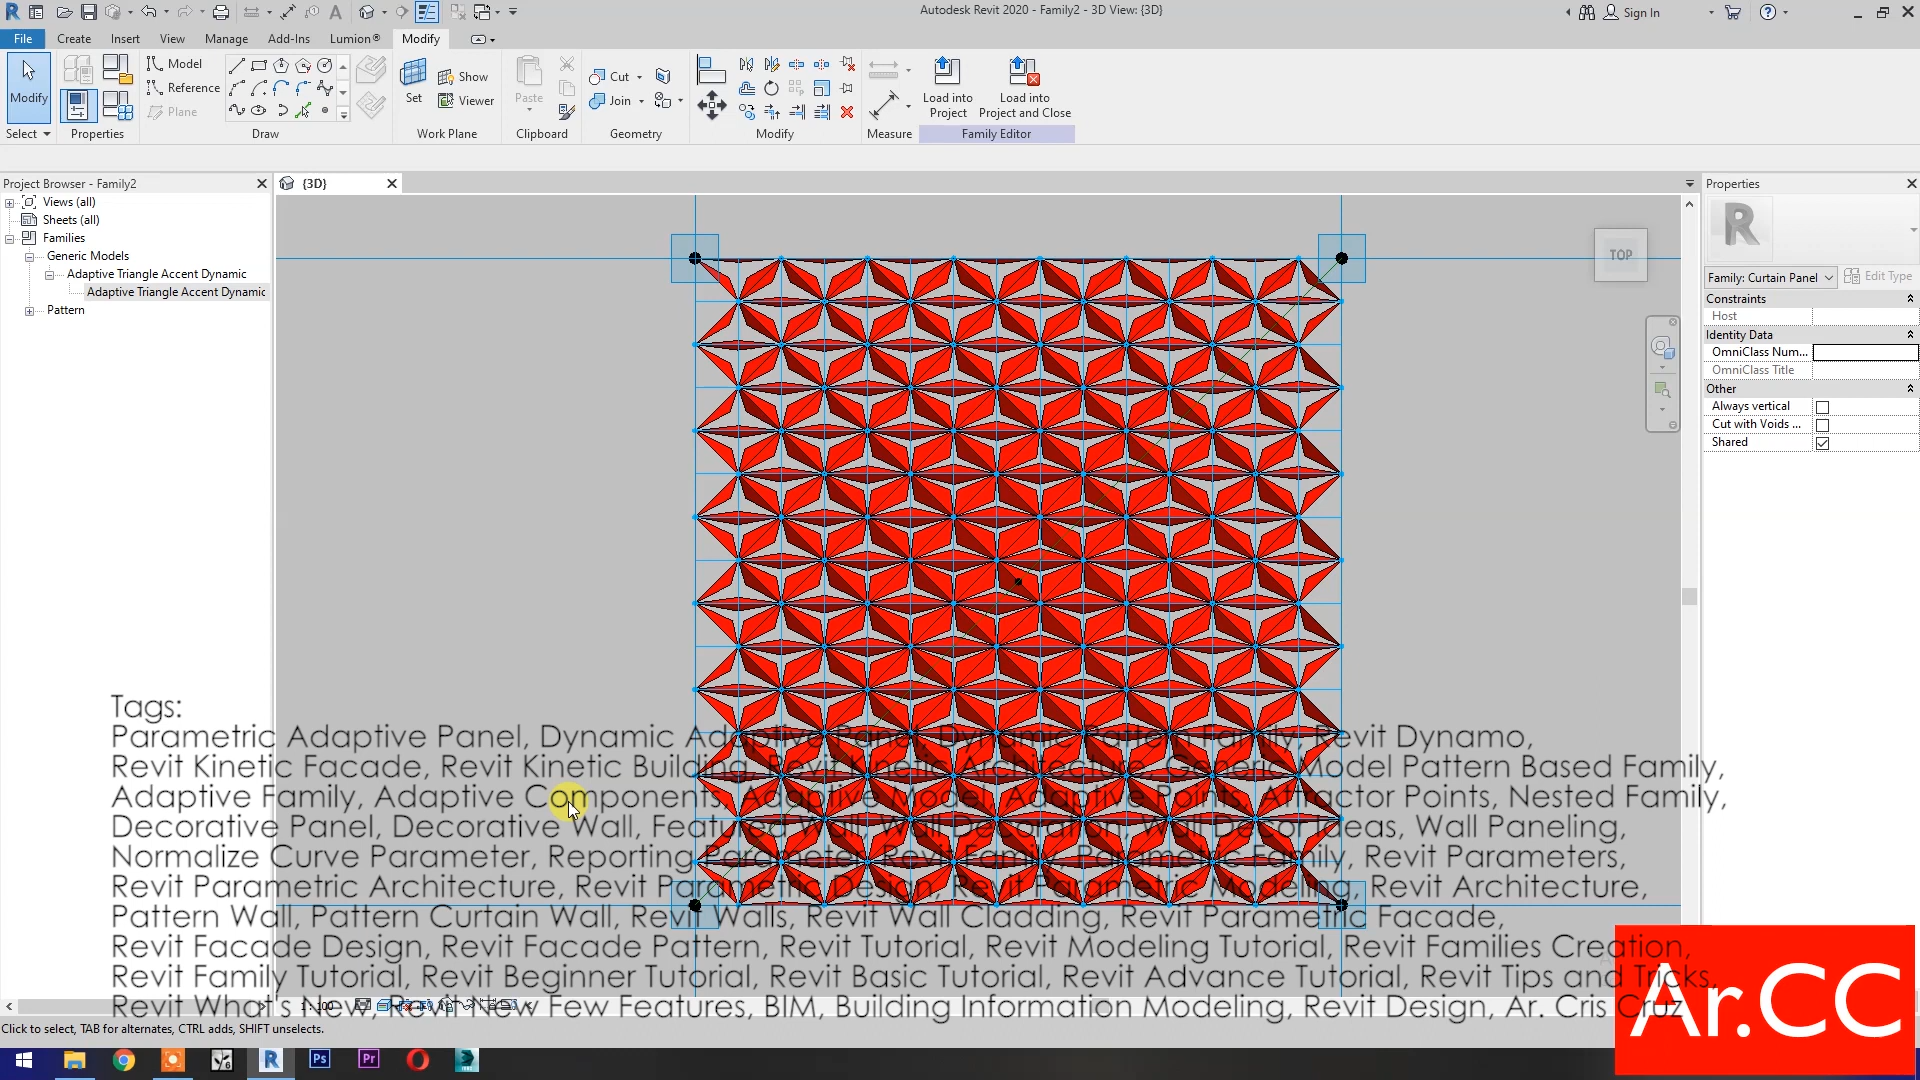 Autodesk Revit 2020 - Family2 - 3D View: {3D}
Sign In
File Create Insert View Manage Add-Ins Lumion® Modify
Modify
Select
Properties
Model
Reference
Plane
Draw
Set
Show
Viewer
Work Plane
Paste
Clipboard
Cut
Join
Geometry
Modify
Measure
Load into
Project
Load into
Project and Close
Family Editor
Project Browser - Family2
Views (all)
Sheets (all)
Families
Generic Models
Adaptive Triangle Accent Dynamic
Adaptive Triangle Accent Dynamic
Pattern
{3D}
TOP
Properties
R
Family: Curtain Panel
Edit Type
Constraints
Host
Identity Data
OmniClass Num...
OmniClass Title
Other
Always vertical
Cut with Voids ...
Shared
Tags:
Parametric Adaptive Panel, Dynamic Adaptive Panel, Dynamic Pattern Family, Revit Dynamo,
Revit Kinetic Facade, Revit Kinetic Building, Revit Kinetic Architecture, Generic Model Pattern Based Family,
Adaptive Family, Adaptive Components, Adaptive Model, Adaptive Points, Attractor Points, Nested Family,
Decorative Panel, Decorative Wall, Featured Wall, Wall Decoration, Wall Decor Ideas, Wall Paneling,
Normalize Curve Parameter, Reporting Parameter, Revit Family, Parametric Family, Revit Parameters,
Revit Parametric Architecture, Revit Parametric Design, Revit Parametric Modeling, Revit Architecture,
Pattern Wall, Pattern Curtain Wall, Revit Walls, Revit Wall Cladding, Revit Parametric Facade,
Revit Facade Design, Revit Facade Pattern, Revit Tutorial, Revit Modeling Tutorial, Revit Families Creation,
Revit Family Tutorial, Revit Beginner Tutorial, Revit Basic Tutorial, Revit Advance Tutorial, Revit Tips and Tricks,
Revit What's New, Revit New Few Features, BIM, Building Information Modeling, Revit Design, Ar. Cris Cruz
1 : 100
Click to select, TAB for alternates, CTRL adds, SHIFT unselects.
Ar.CC
R
Ps
Pr